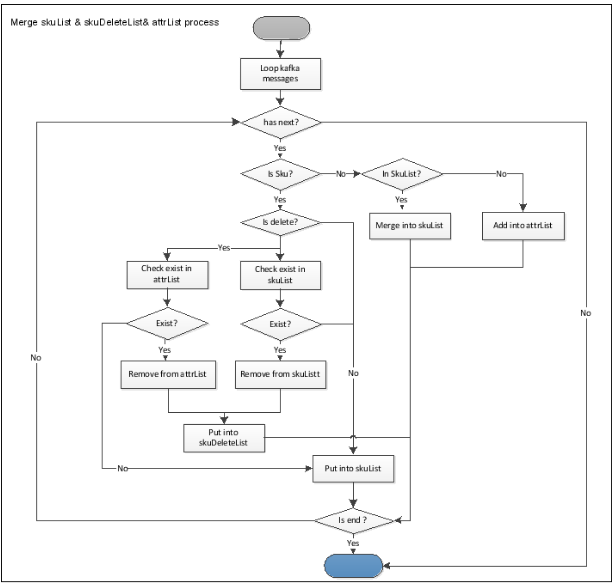 Merge skuList & skuDeleteList& attrList process
Loop kafka
messages
has next?
Yes
Is Sku?
No
In SkuList?
No
Yes
Yes
Is delete?
Merge into skuList
Add into attrList
Yes
Check exist in
attrList
Check exist in
skuList
Exist?
Exist?
No
Yes
Yes
No
Remove from attrList
Remove from skuListt
No
Put into
skuDeleteList
No
Put into skuList
Is end ?
Yes